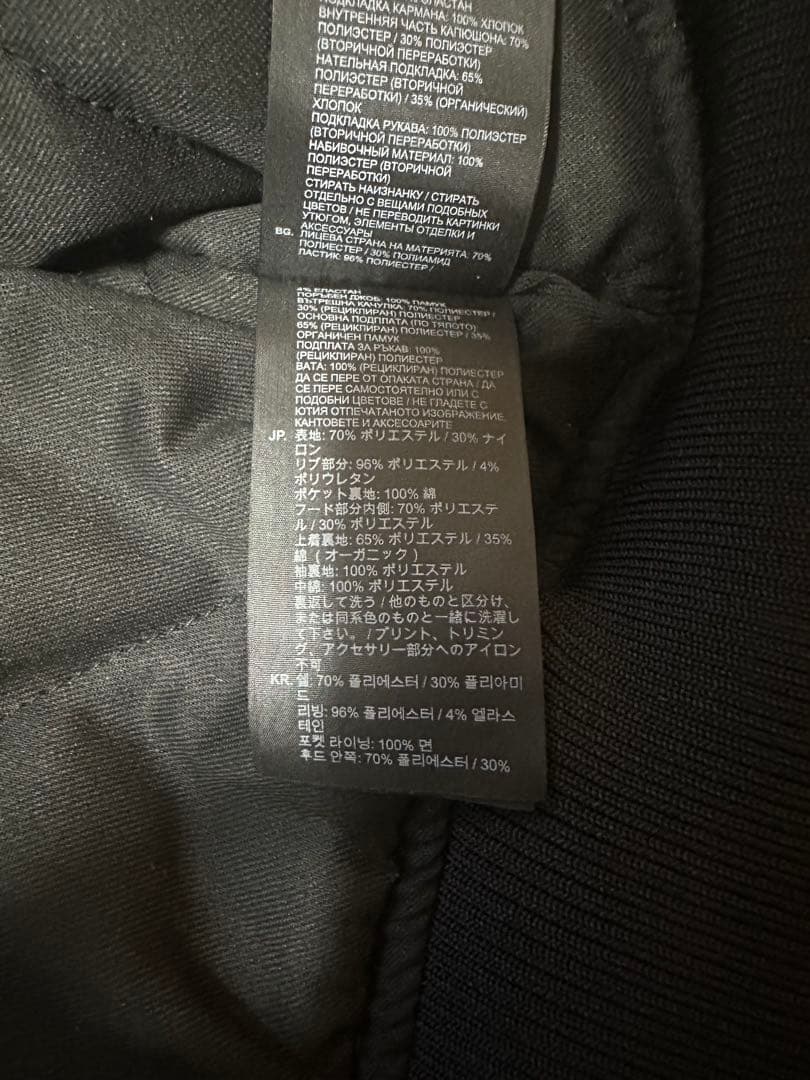 ПОДКЛАДКА КАРМАНА: 100% ХЛОПОК
ВНУТРЕННЯЯ ЧАСТЬ КАПЮШОНА: 70%
ПОЛИЭСТЕР / 30% ПОЛИЭСТЕР
(ВТОРИЧНОЙ ПЕРЕРАБОТКИ)
НАТЕЛЬНАЯ ПОДКЛАДКА: 65%
ПОЛИЭСТЕР (ВТОРИЧНОЙ
ПЕРЕРАБОТКИ) / 35% (ОРГАНИЧЕСКИЙ)
ХЛОПОК
ПОДКЛАДКА РУКАВА: 100% ПОЛИЭСТЕР
(ВТОРИЧНОЙ ПЕРЕРАБОТКИ)
НАБИВОЧНЫЙ МАТЕРИАЛ: 100%
ПОЛИЭСТЕР (ВТОРИЧНОЙ
ПЕРЕРАБОТКИ)
СТИРАТЬ НАИЗНАНКУ / СТИРАТЬ
ОТДЕЛЬНО С ВЕЩАМИ ПОДОБНЫХ
ЦВЕТОВ / НЕ ПЕРЕВОДИТЬ КАРТИНКИ
УТЮГОМ, ЭЛЕМЕНТЫ ОТДЕЛКИ И
АКСЕССУАРЫ
BG. ЛИЦЕВА СТРАНА НА МАТЕРИЯТА: 70%
ПОЛИЕСТЕР / 30% ПОЛИАМИД
ЛАСТИК: 96% ПОЛИЕСТЕР /
4% ЕЛАСТАН
ПОРЪБЕН ДЖОБ: 100% ПАМУК
ВЪТРЕШНА КАЧУЛКА: 70% ПОЛИЕСТЕР /
30% (РЕЦИКЛИРАН) ПОЛИЕСТЕР
ОСНОВНА ПОДПЛАТА (ПО ТЯЛОТО):
65% (РЕЦИКЛИРАН) ПОЛИЕСТЕР / 35%
ОРГАНИЧЕН ПАМУК
ПОДПЛАТА ЗА РЪКАВ: 100%
(РЕЦИКЛИРАН) ПОЛИЕСТЕР
ВАТА: 100% (РЕЦИКЛИРАН) ПОЛИЕСТЕР
ДА СЕ ПЕРЕ ОТ ОПАКАТА СТРАНА / ДА
СЕ ПЕРЕ САМОСТОЯТЕЛНО ИЛИ С
ПОДОБНИ ЦВЕТОВЕ / НЕ ГЛАДЕТЕ С
ЮТИЯ ОТПЕЧАТАНОТО ИЗОБРАЖЕНИЕ,
КАНТОВЕТЕ И АКСЕСОАРИТЕ
JP. 表地: 70% ポリエステル / 30% ナイ
ロン
リブ部分: 96% ポリエステル / 4%
ポリウレタン
ポケット裏地: 100% 綿
フード部分内側: 70% ポリエステ
ル / 30% ポリエステル
上着裏地: 65% ポリエステル / 35%
綿 ( オーガニック )
袖裏地: 100% ポリエステル
中綿: 100% ポリエステル
裏返して洗う / 他のものと区分け、
または同系色のものと一緒に洗濯し
て下さい。 / プリント、トリミン
グ、アクセサリー部分へのアイロン
不可
KR. 쉘: 70% 폴리에스터 / 30% 폴리아미
드
리빙: 96% 폴리에스터 / 4% 엘라스
테인
포켓 라이닝: 100% 면
후드 안쪽: 70% 폴리에스터 / 30%